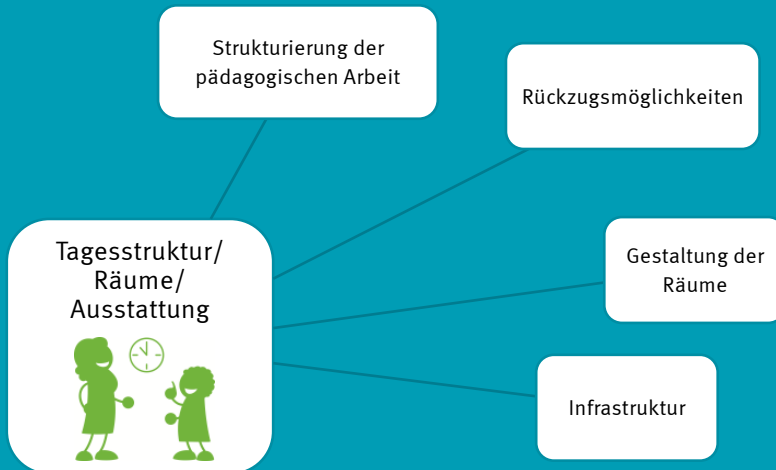 Strukturierung der
pädagogischen Arbeit
Rückzugsmöglichkeiten
Tagesstruktur/
Räume/
Ausstattung
Gestaltung der
Räume
Infrastruktur